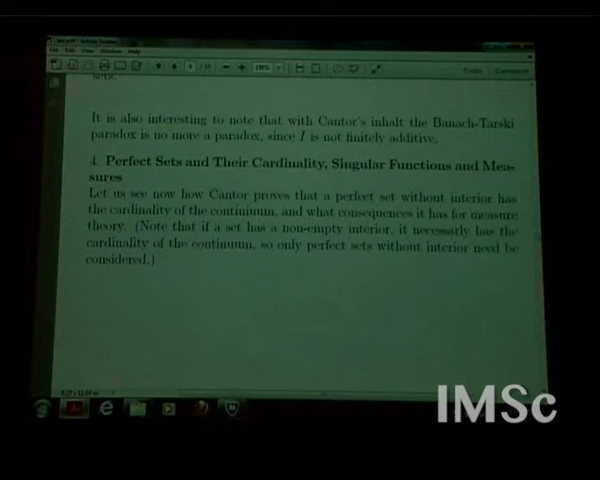 sets.
It is also interesting to note that with Cantor's inhalt the Banach-Tarski
paradox is no more a paradox, since I is not finitely additive.
4. Perfect Sets and Their Cardinality, Singular Functions and Mea-
sures
Let us see now how Cantor proves that a perfect set without interior has
the cardinality of the continuum, and what consequences it has for measure
theory. (Note that if a set has a non-empty interior, it necessarly has the
cardinality of the continuum, so only perfect sets without interior need be
considered.)
IMSc